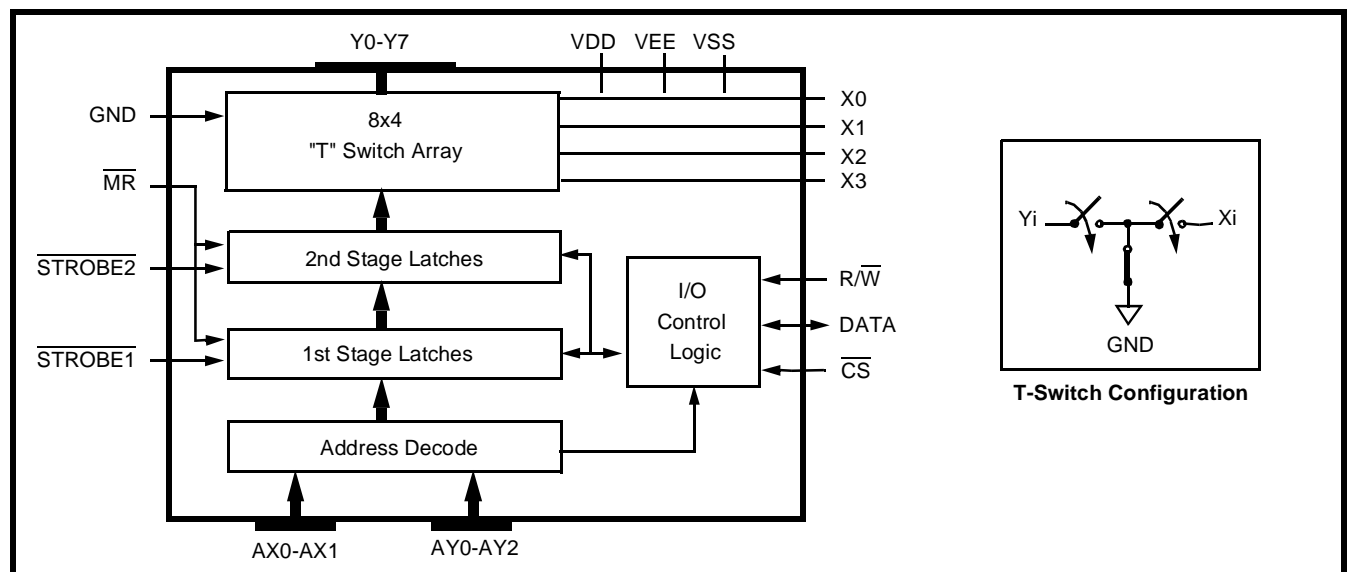 Y0-Y7
VDD VEE VSS
GND
8x4
"T" Switch Array
X0
X1
X2
X3
MR
2nd Stage Latches
STROBE2
1st Stage Latches
STROBE1
I/O
Control
Logic
R/W
DATA
CS
Address Decode
AX0-AX1
AY0-AY2
Yi
Xi
GND
T-Switch Configuration